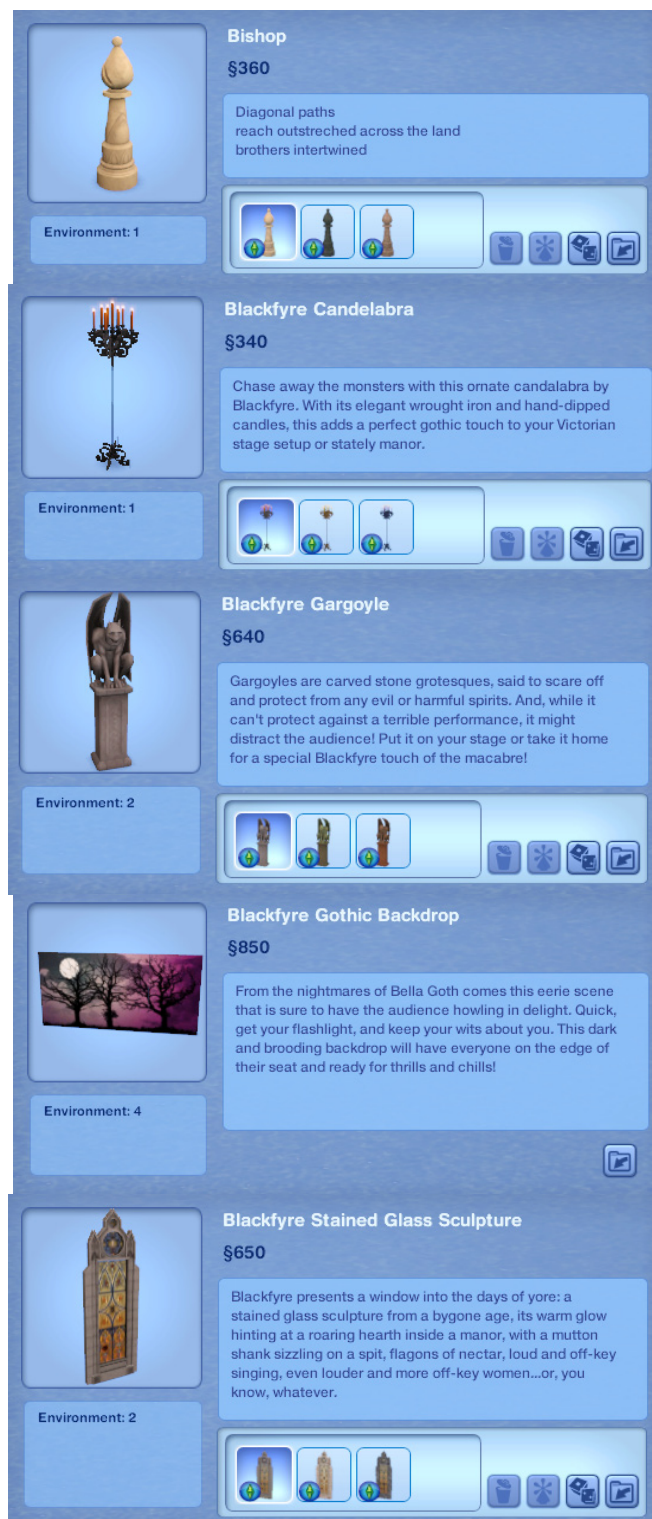 Bishop
§360
Diagonal paths
reach outstreched across the land
brothers intertwined
Environment: 1
Blackfyre Candelabra
§340
Chase away the monsters with this ornate candalabra by
Blackfyre. With its elegant wrought iron and hand-dipped
candles, this adds a perfect gothic touch to your Victorian
stage setup or stately manor.
Environment: 1
Blackfyre Gargoyle
§640
Gargoyles are carved stone grotesques, said to scare off
and protect from any evil or harmful spirits. And, while it
can't protect against a terrible performance, it might
distract the audience! Put it on your stage or take it home
for a special Blackfyre touch of the macabre!
Environment: 2
Blackfyre Gothic Backdrop
§850
From the nightmares of Bella Goth comes this eerie scene
that is sure to have the audience howling in delight. Quick,
get your flashlight, and keep your wits about you. This dark
and brooding backdrop will have everyone on the edge of
their seat and ready for thrills and chills!
Environment: 4
Blackfyre Stained Glass Sculpture
§650
Blackfyre presents a window into the days of yore: a
stained glass sculpture from a bygone age, its warm glow
hinting at a roaring hearth inside a manor, with a mutton
shank sizzling on a spit, flagons of nectar, loud and off-key
singing, even louder and more off-key women...or, you
know, whatever.
Environment: 2